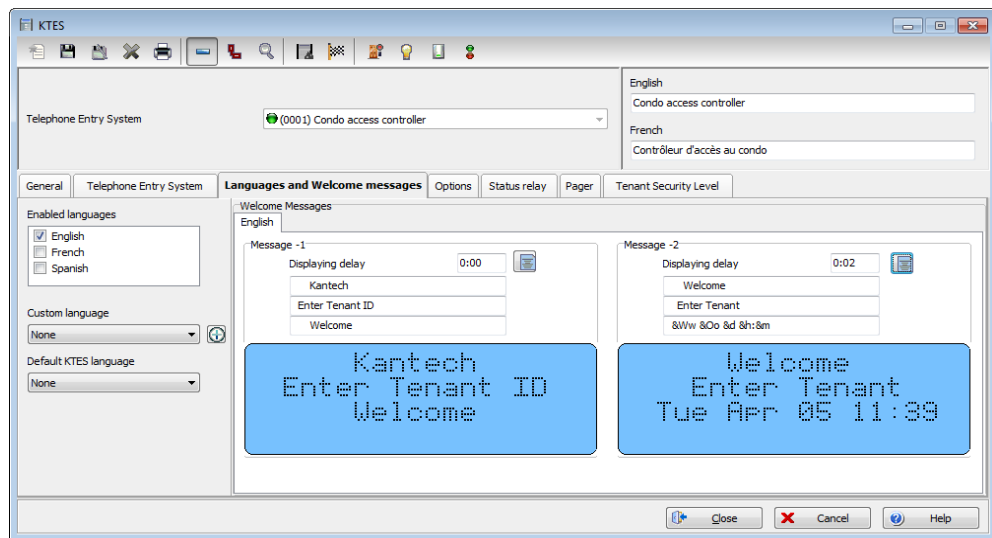 KTES
English
Condo access controller
Telephone Entry System
(0001) Condo access controller
French
Contrôleur d'accès au condo
General
Telephone Entry System
Languages and Welcome messages
Options
Status relay
Pager
Tenant Security Level
Enabled languages
English
French
Spanish
Custom language
None
Default KTES language
None
Welcome Messages
English
Message -1
Displaying delay
0:00
Kantech
Enter Tenant ID
Welcome
Kantech
Enter Tenant ID
Welcome
Message -2
Displaying delay
0:02
Welcome
Enter Tenant
&Ww &Oo &d &h:&m
Welcome
Enter Tenant
Tue Apr 05 11:39
Close
Cancel
Help